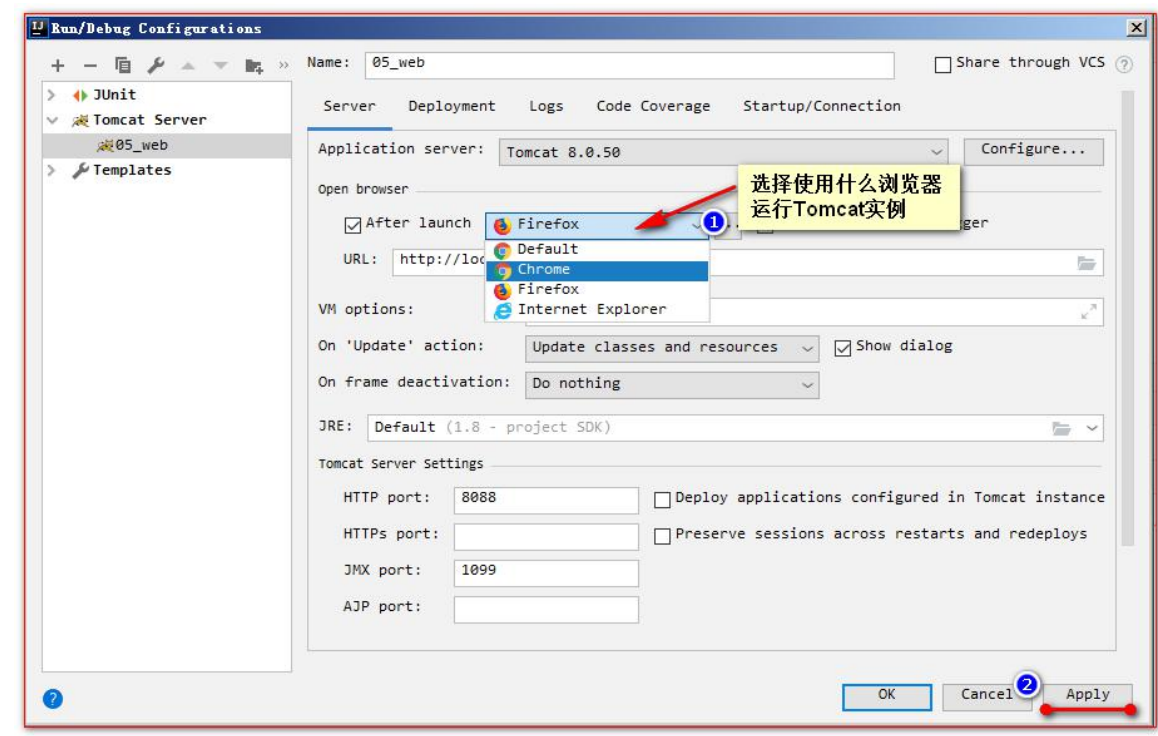 Run/Debug Configurations
Name: 05_web
Share through VCS
JUnit
Tomcat Server
05_web
Templates
Server Deployment Logs Code Coverage Startup/Connection
Application server: Tomcat 8.0.50 Configure...
Open browser
选择使用什么浏览器
运行Tomcat实例
After launch Firefox 1
Default
Chrome
Firefox
Internet Explorer
URL: http://
VM options:
On 'Update' action: Update classes and resources Show dialog
On frame deactivation: Do nothing
JRE: Default (1.8 - project SDK)
Tomcat Server Settings
HTTP port: 8088 Deploy applications configured in Tomcat instance
HTTPs port: Preserve sessions across restarts and redeploys
JMX port: 1099
AJP port:
OK Cancel 2 Apply